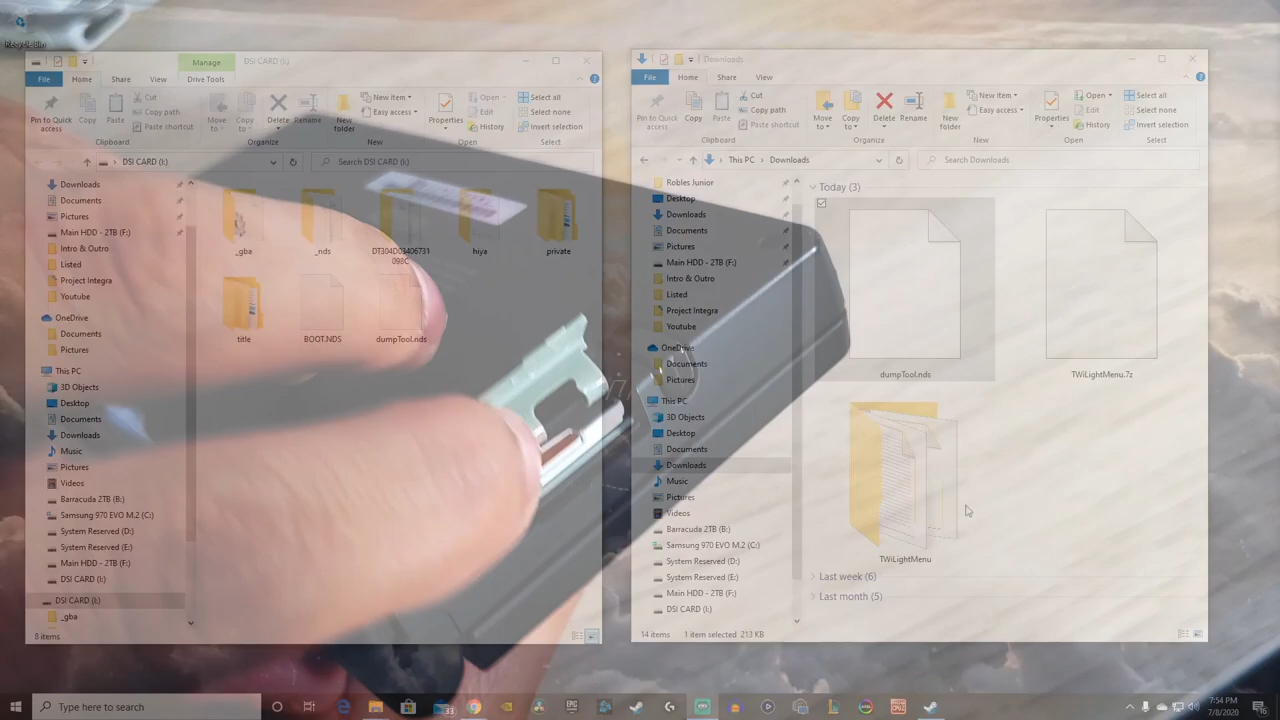 Recycle Bin
Manage
DSI CARD (I:)
File
Home
Share
View
Drive Tools
Pin to Quick access
Copy
Paste
Cut
Copy path
Paste shortcut
Clipboard
Move to
Copy to
Delete
Rename
Organize
New folder
New item
Easy access
New
Properties
Open
Edit
History
Open
Select all
Select none
Invert selection
Select
DSI CARD (I:)
Search DSI CARD (I:)
Downloads
Documents
Pictures
Main HDD - 2TB (F:)
Intro & Outro
Listed
Project Integra
Youtube
OneDrive
Documents
Pictures
This PC
3D Objects
Desktop
Documents
Downloads
Music
Pictures
Videos
Barracuda 2TB (B:)
Samsung 970 EVO M.2 (C:)
System Reserved (D:)
System Reserved (E:)
Main HDD - 2TB (F:)
DSI CARD (I:)
DSI CARD (I:)
_gba
_gba
_nds
DT304D03406731
098C
hiya
private
title
BOOT.NDS
dumpTool.nds
8 items
Downloads
File
Home
Share
View
Pin to Quick access
Copy
Paste
Cut
Copy path
Paste shortcut
Clipboard
Move to
Copy to
Delete
Rename
Organize
New folder
New item
Easy access
New
Properties
Open
Edit
History
Open
Select all
Select none
Invert selection
Select
This PC
Downloads
Search Downloads
Robles Junior
Desktop
Downloads
Documents
Pictures
Main HDD - 2TB (F:)
Intro & Outro
Listed
Project Integra
Youtube
OneDrive
Documents
Pictures
This PC
3D Objects
Desktop
Documents
Downloads
Music
Pictures
Videos
Barracuda 2TB (B:)
Samsung 970 EVO M.2 (C:)
System Reserved (D:)
System Reserved (E:)
Main HDD - 2TB (F:)
DSI CARD (I:)
Today (3)
dumpTool.nds
TWiLightMenu.7z
TWiLightMenu
Last week (6)
Last month (5)
14 items
1 item selected 213 KB
Type here to search
33
EPIC
7:54 PM
7/8/2020
16